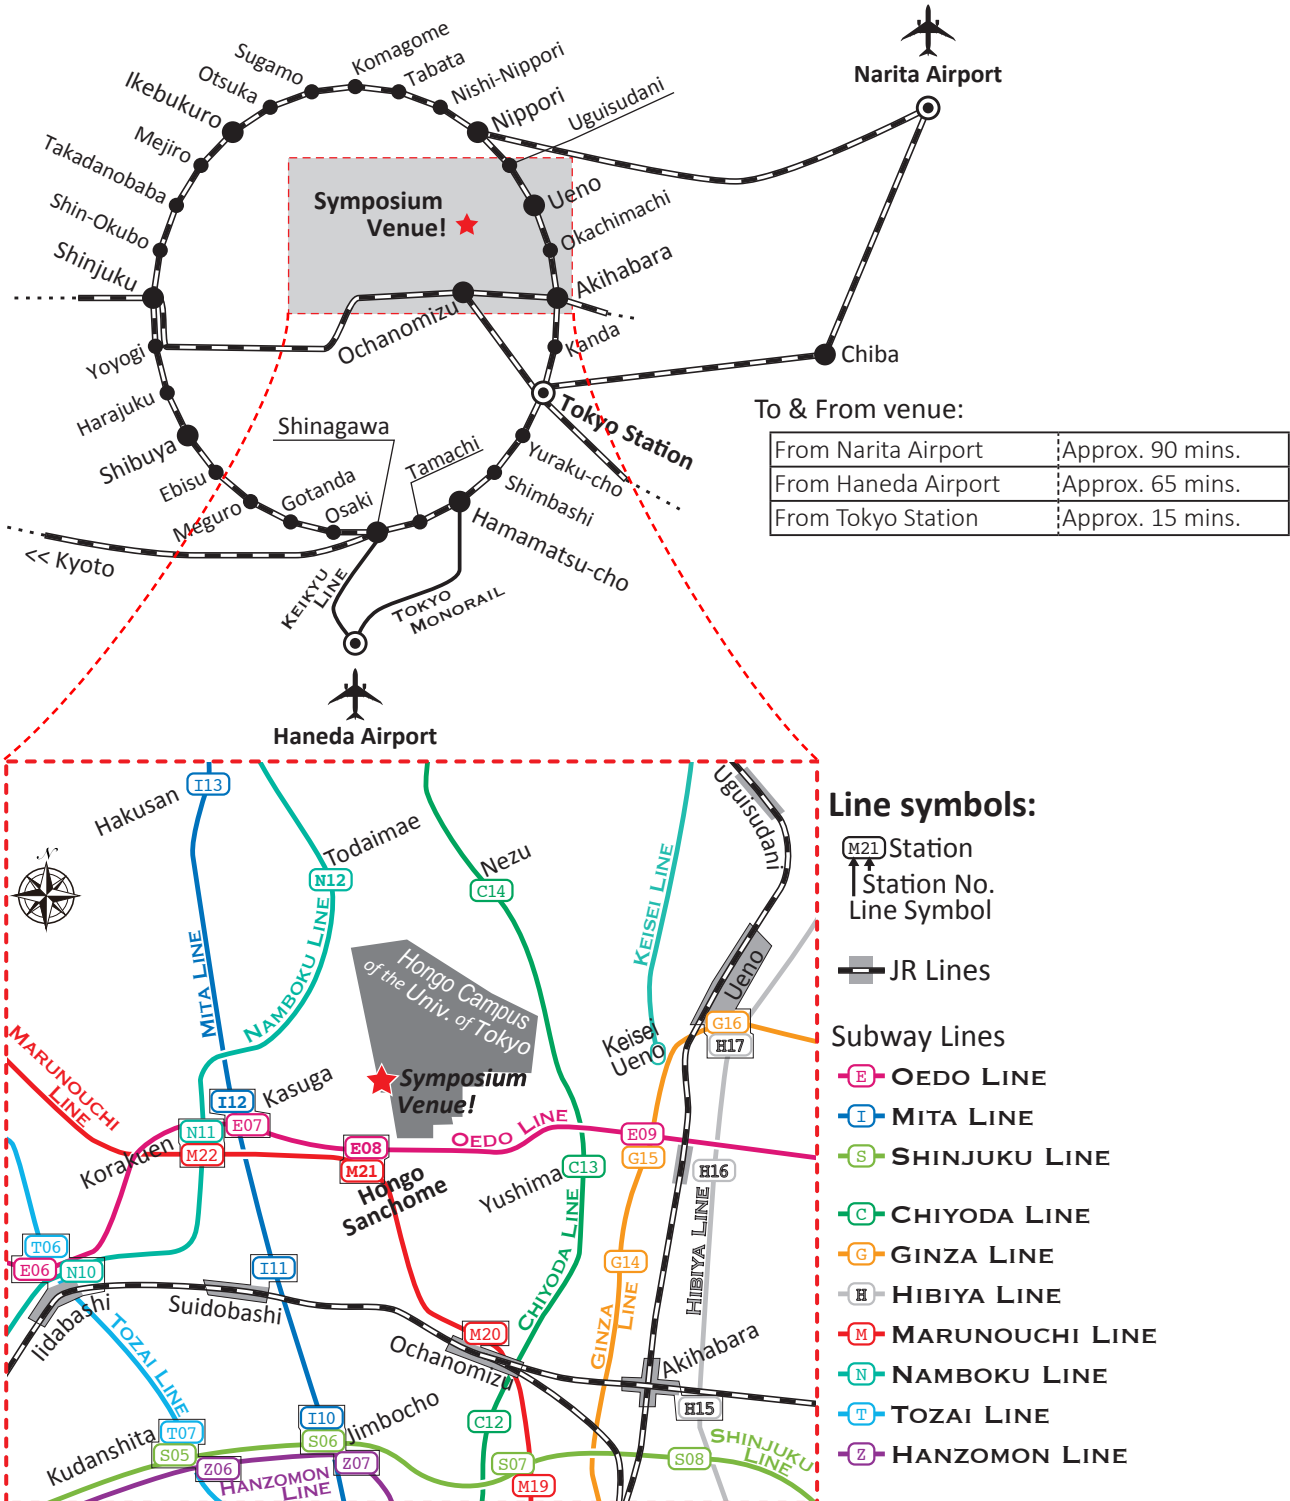 Komagome
Sugamo
Tabata
Otsuka
Nishi-Nippori
Ikebukuro
Nippori
Uguisudani
Mejiro
Takadanobaba
Ueno
Shin-Okubo
Okachimachi
Shinjuku
Akihabara
Symposium
Venue!
Narita Airport
Ochanomizu
Kanda
Yoyogi
Chiba
Harajuku
Tokyo Station
Shibuya
Shinagawa
Tamachi
Yuraku-cho
Ebisu
Gotanda
Shimbashi
Meguro
Osaki
Hamamatsu-cho
<< Kyoto
KEIKYU
LINE
TOKYO
MONORAIL
Haneda Airport
To & From venue:
From Narita Airport Approx. 90 mins.
From Haneda Airport Approx. 65 mins.
From Tokyo Station Approx. 15 mins.
I13
Hakusan
Todaimae
N12
Nezu
C14
Uguisudani
N
MITA LINE
NAMBOKU LINE
KEISEI LINE
Hongo Campus
of the Univ. of Tokyo
Ueno
MARUNOUCHI
LINE
Keisei
Ueno
G16
H17
Symposium
Venue!
I12
Kasuga
E07
N11
M22
Korakuen
E08
M21
Hongo
Sanchome
OEDO LINE
E09
G15
C13
Yushima
H16
T06
E06
N10
Iidabashi
I11
Suidobashi
CHIYODA LINE
G14
GINZA
LINE
HIBIYA LINE
TOZAI LINE
M20
Ochanomizu
Akihabara
H15
I10
S06
Jimbocho
Z07
C12
T07
S05
Kudanshita
Z06
HANZOMON
LINE
S07
M19
S08
SHINJUKU
LINE
Line symbols:
M21 Station
Station No.
Line Symbol
JR Lines
Subway Lines
E OEDO LINE
I MITA LINE
S SHINJUKU LINE
C CHIYODA LINE
G GINZA LINE
H HIBIYA LINE
M MARUNOUCHI LINE
N NAMBOKU LINE
T TOZAI LINE
Z HANZOMON LINE